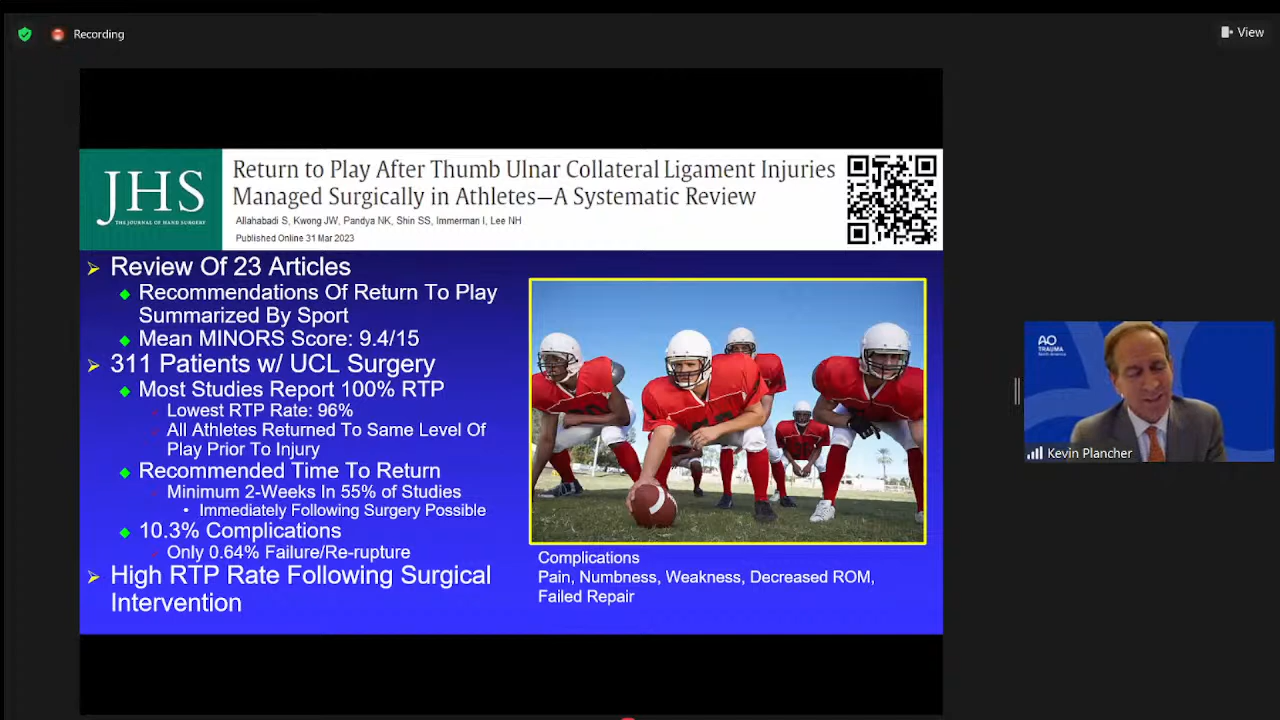 Recording
View
JHS
THE JOURNAL OF HAND SURGERY
Return to Play After Thumb Ulnar Collateral Ligament Injuries
Managed Surgically in Athletes—A Systematic Review
Allahabadi S, Kwong JW, Pandya NK, Shin SS, Immerman I, Lee NH
Published Online 31 Mar 2023
Review Of 23 Articles
Recommendations Of Return To Play
Summarized By Sport
Mean MINORS Score: 9.4/15
311 Patients w/ UCL Surgery
Most Studies Report 100% RTP
Lowest RTP Rate: 96%
All Athletes Returned To Same Level Of
Play Prior To Injury
Recommended Time To Return
Minimum 2-Weeks In 55% of Studies
Immediately Following Surgery Possible
10.3% Complications
Only 0.64% Failure/Re-rupture
High RTP Rate Following Surgical
Intervention
Complications
Pain, Numbness, Weakness, Decreased ROM,
Failed Repair
AO
TRAUMA
North America
Kevin Plancher